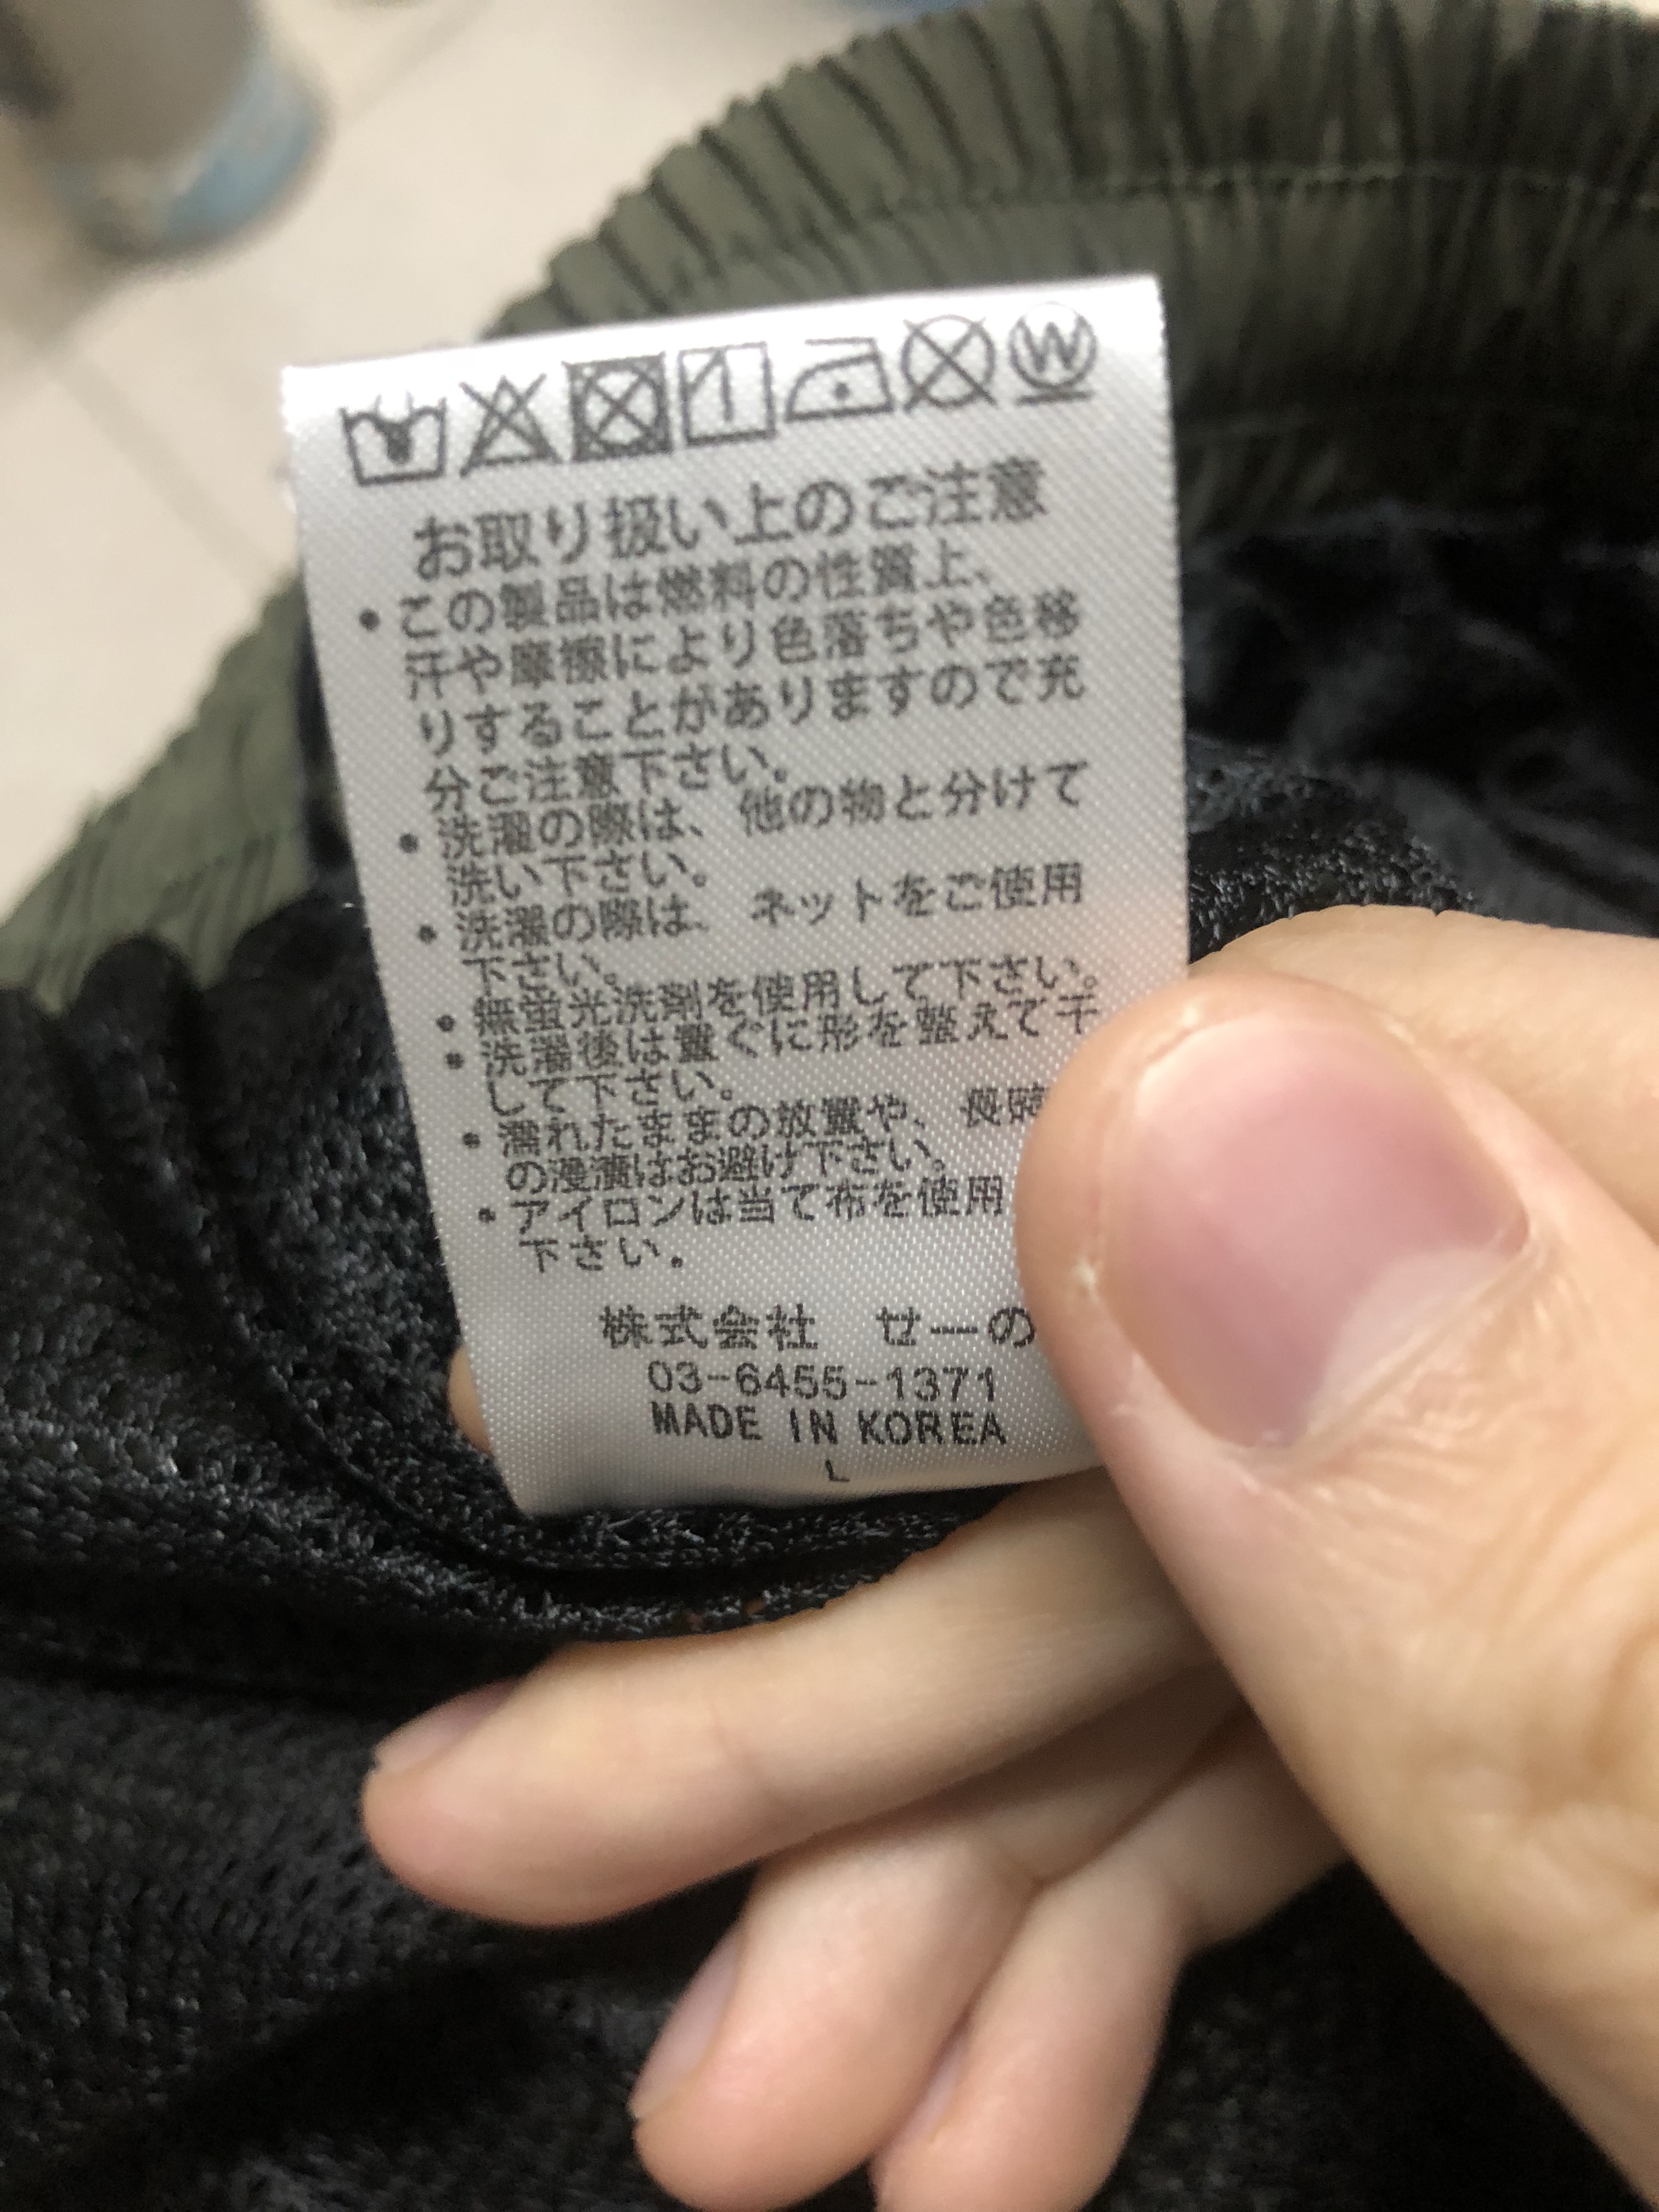 お取り扱い上のご注意
・この製品は燃料の性質上、
汗や摩擦により色落ちや色移
りすることがありますので充
分ご注意下さい。
・洗濯の際は、他の物と分けて
洗い下さい。
・洗濯の際は、ネットをご使用
下さい。
・無蛍光洗剤を使用して下さい。
・洗濯後は置ぐに形を整えて干
して下さい。
・濡れたままの放置や、長時
の浸漬はお避け下さい。
・アイロンは当て布を使用
下さい。
株式会社 せーの
03-6455-1371
MADE IN KOREA
L